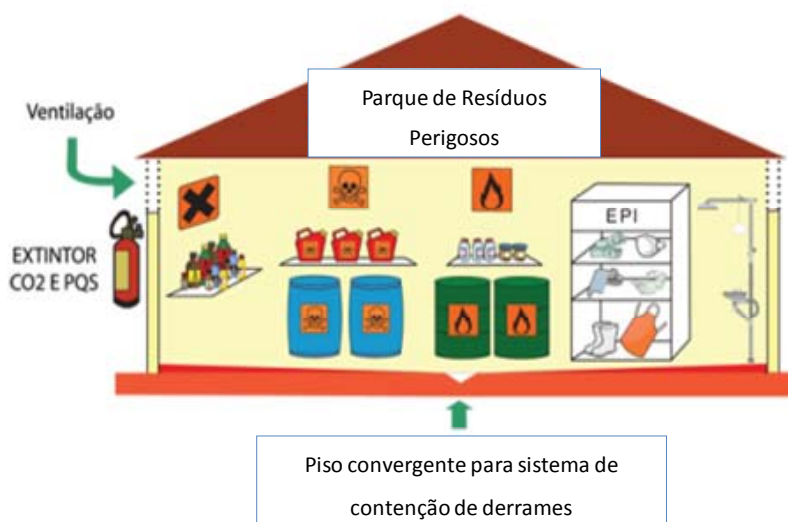 Parque de Resíduos
Perigosos
Ventilação
EXTINTOR
CO2 E PQS
EPI
Piso convergente para sistema de
contenção de derrames